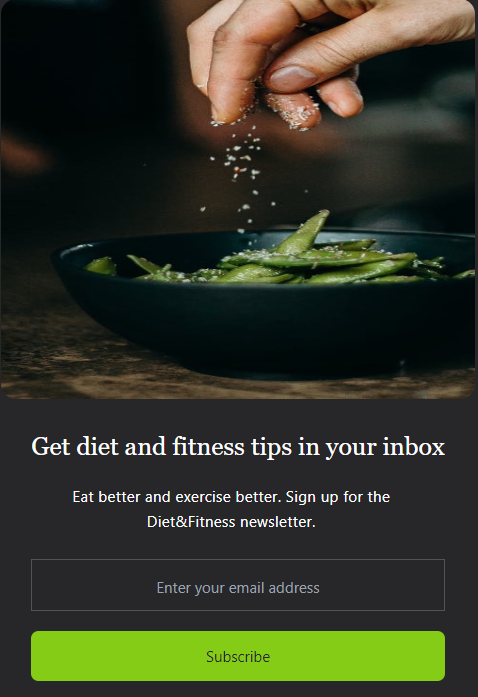 Get diet and fitness tips in your inbox
Eat better and exercise better. Sign up for the
Diet&Fitness newsletter.
Enter your email address
Subscribe